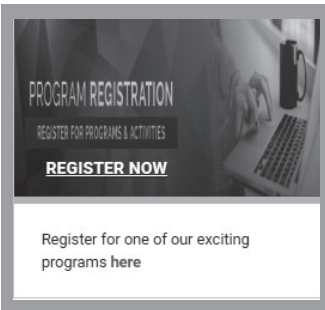 PROGRAM REGISTRATION
REGISTER FOR PROGRAMS & ACTIVITIES
REGISTER NOW
Register for one of our exciting
programs here